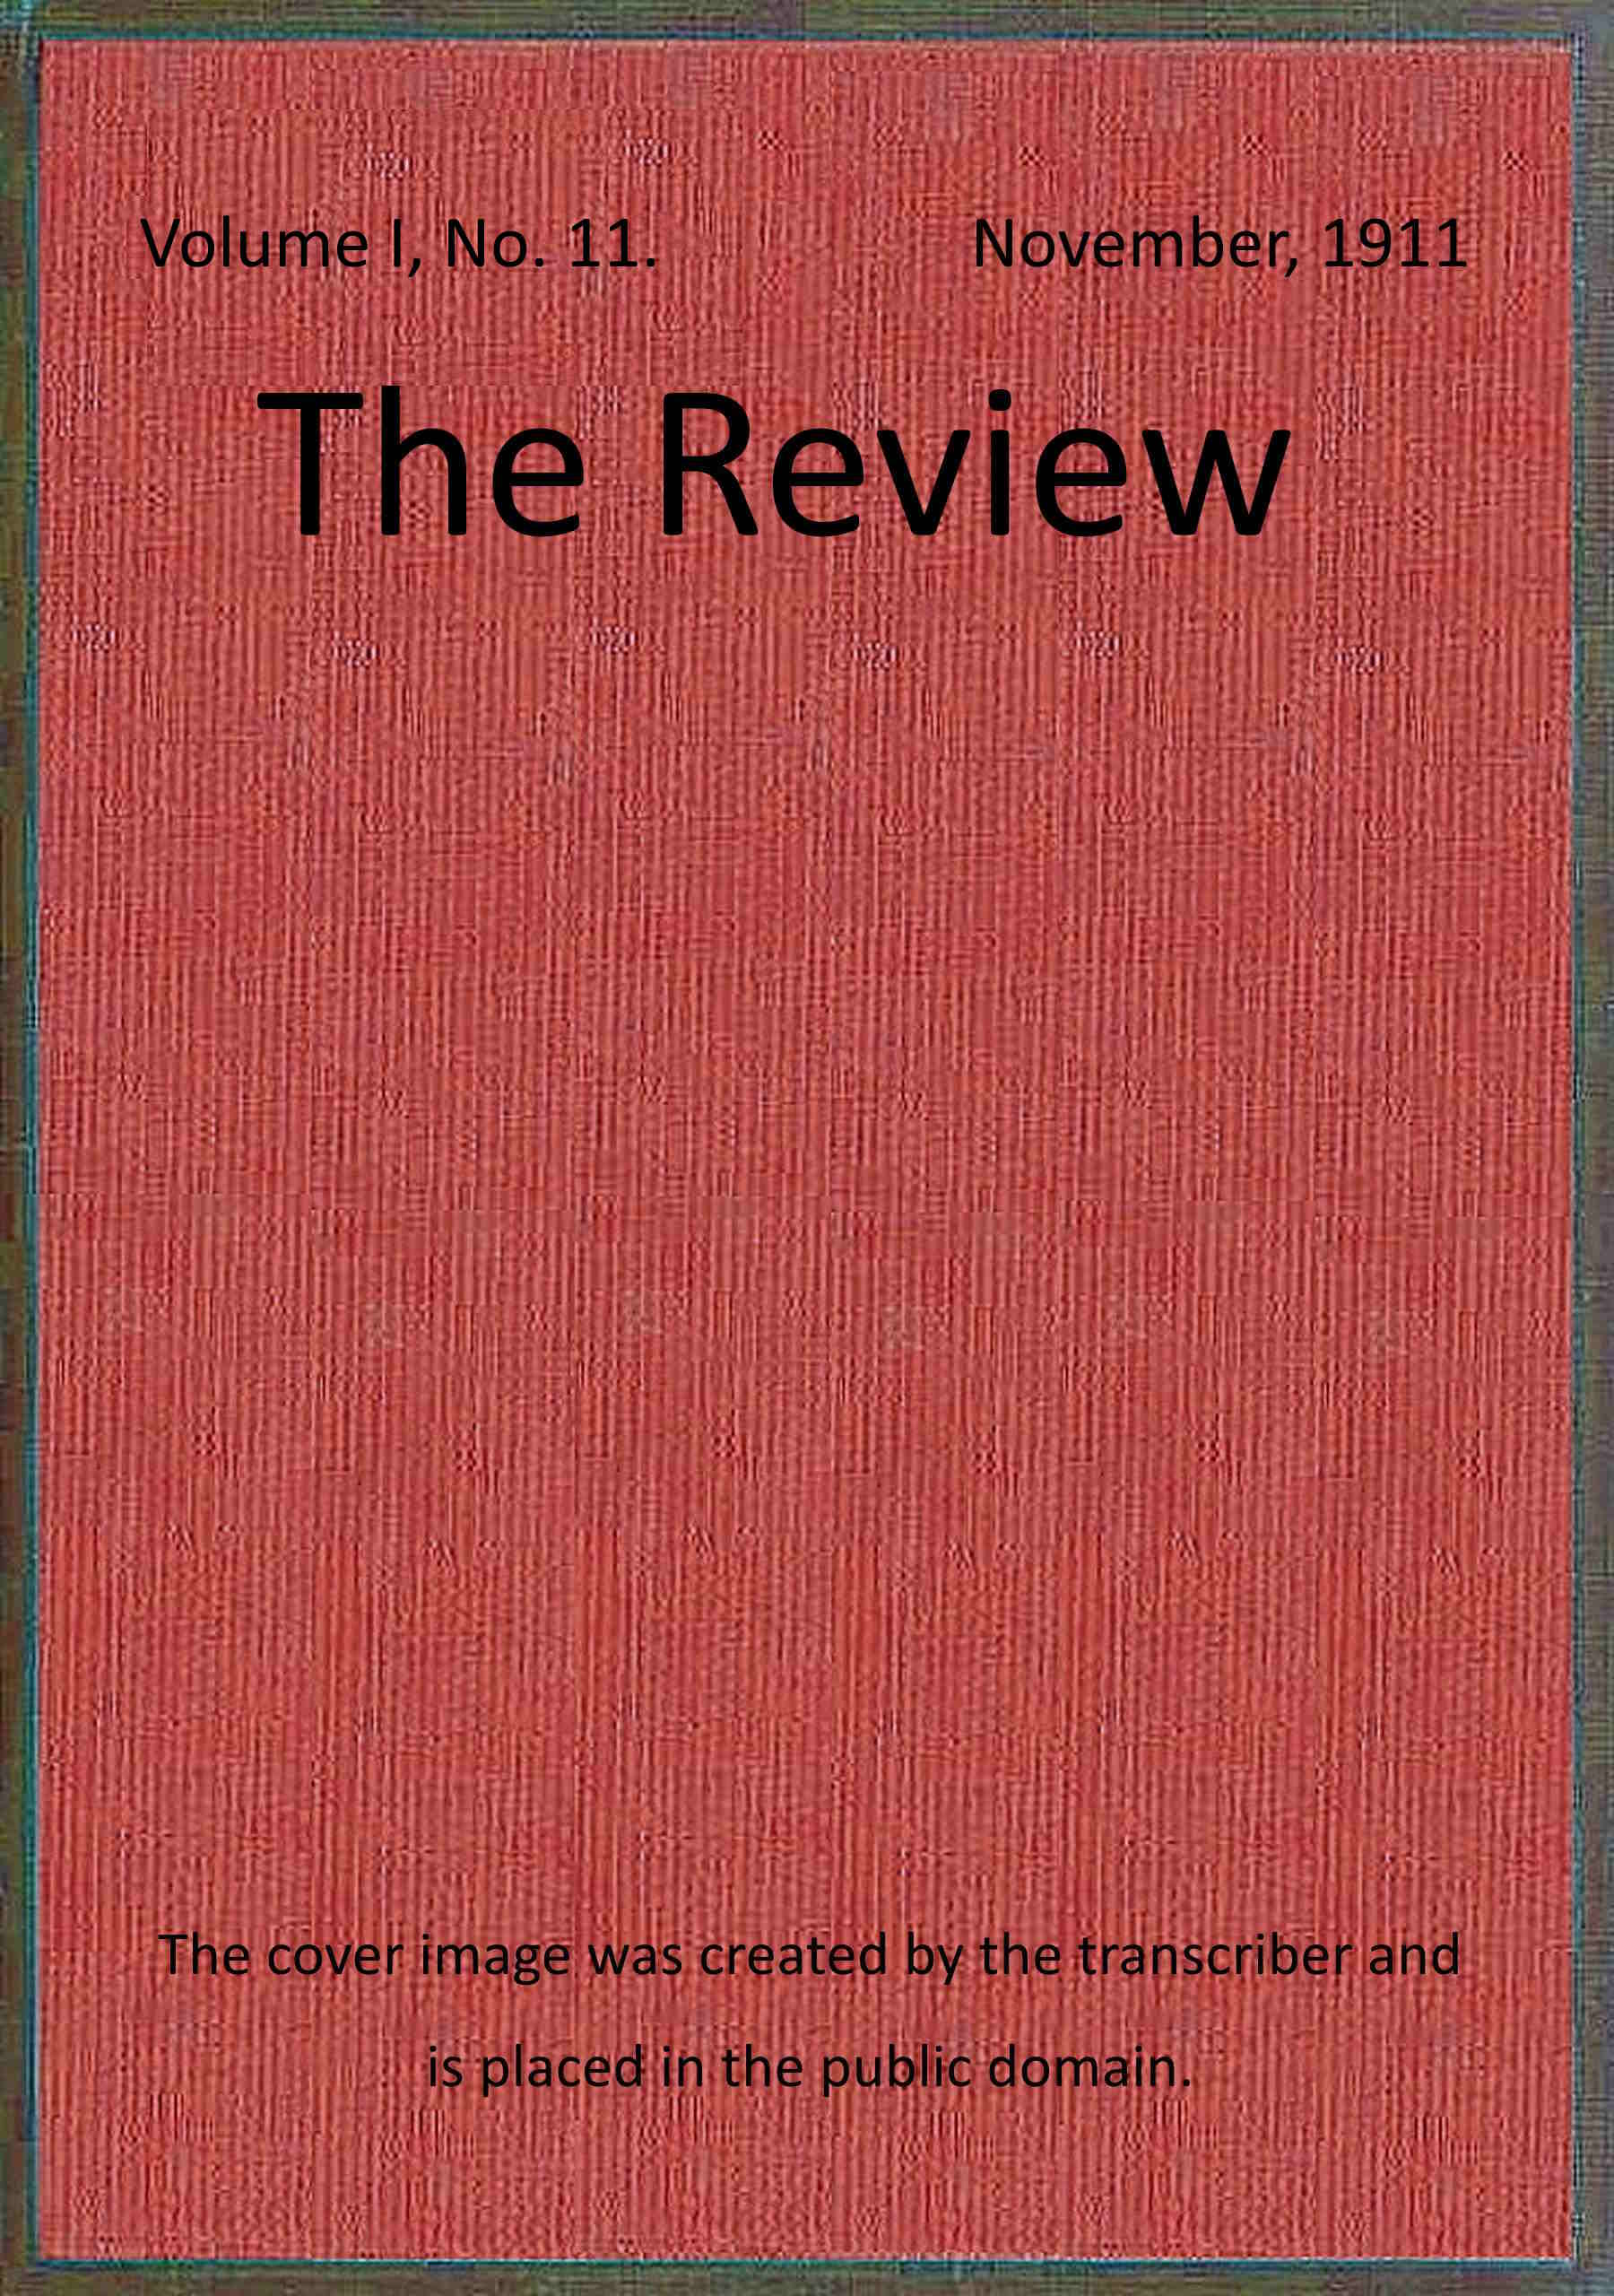 Volume I, No. 11. November, 1911
The Review
The cover image was created by the transcriber and
is placed in the public domain.